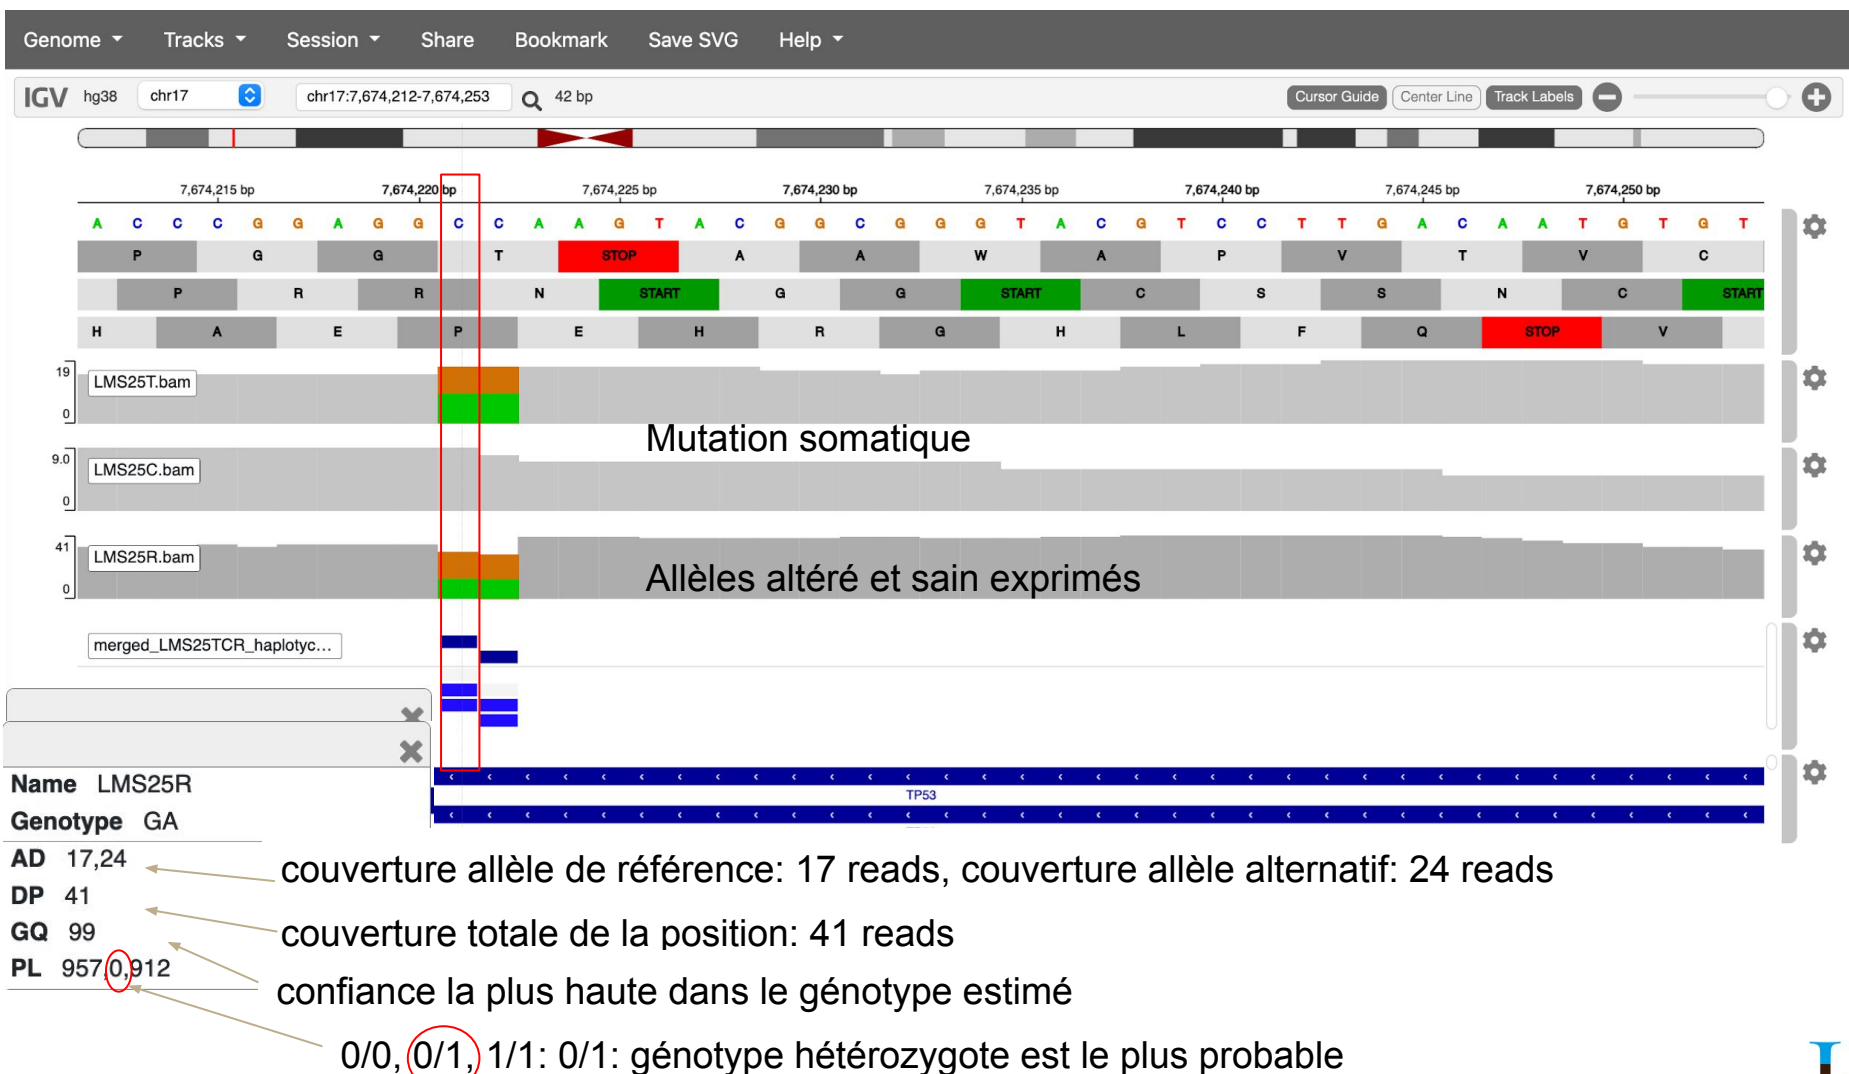 Genome Tracks Session Share Bookmark Save SVG Help
IGV hg38 chr17 chr17:7,674,212-7,674,253 42 bp Cursor Guide Center Line Track Labels
7,674,215 bp 7,674,220 bp 7,674,225 bp 7,674,230 bp 7,674,235 bp 7,674,240 bp 7,674,245 bp 7,674,250 bp
A C C C G G A G G C C A A G T A C G G C G G G T A C G T C C T T G A C A A T G T G T
P G G T STOP A A W A P V T V C
P R R N START G G START C S S N C START
H A E P E H R G H L F Q STOP V
19
LMS25T.bam
0
Mutation somatique
9.0
LMS25C.bam
0
41
LMS25R.bam
0
Allèles altéré et sain exprimés
merged_LMS25TCR_haplotyc...
Name LMS25R
TP53
Genotype GA
AD 17,24
couverture allèle de référence: 17 reads, couverture allèle alternatif: 24 reads
DP 41
couverture totale de la position: 41 reads
GQ 99
confiance la plus haute dans le génotype estimé
PL 957,0,912
0/0, 0/1, 1/1: 0/1: génotype hétérozygote est le plus probable